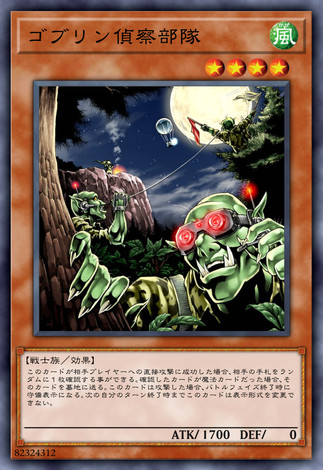 ゴブリン偵察部隊
風
【戦士族／効果】
このカードが相手プレイヤーへの直接攻撃に成功した場合、相手の手札をラン
ダムに１枚確認する事ができる。確認したカードが魔法カードだった場合、そ
のカードを墓地に送る。このカードは攻撃した場合、バトルフェイズ終了時に
守備表示になる。次の自分のターン終了時までこのカードは表示形式を変更で
きない。
ATK/ 1700 DEF/ 0
82324312